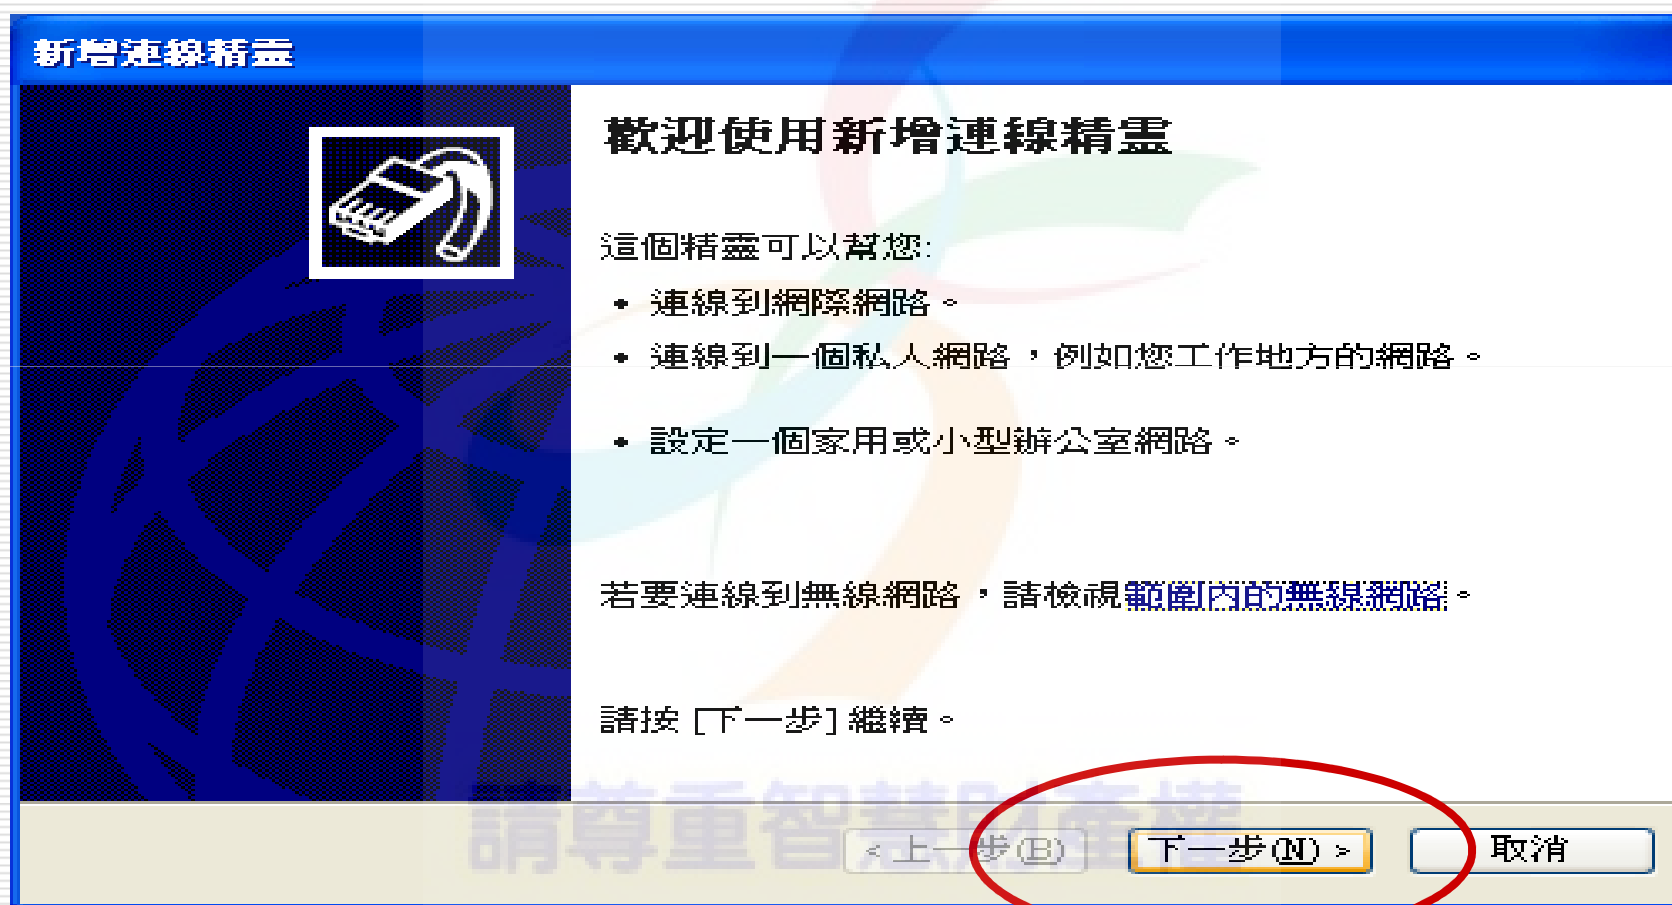 新增連線精靈
歡迎使用新增連線精靈
這個精靈可以幫您:
• 連線到網際網路。
• 連線到一個私人網路，例如您工作地方的網路。
• 設定一個家用或小型辦公室網路。
若要連線到無線網路，請檢視範圍內的無線網路。
請按 [下一步] 繼續。
請尊重智慧財產權
< 上一步(B) 下一步(N) > 取消